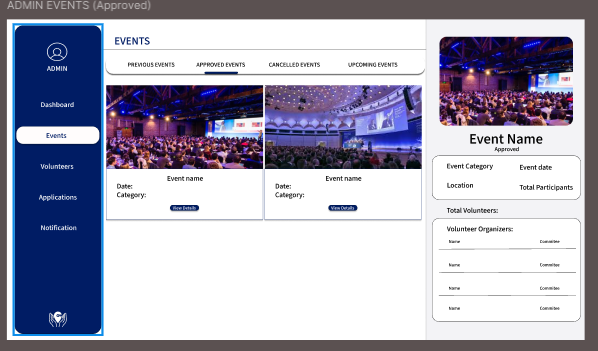 ADMIN EVENTS (Approved)
ADMIN
Dashboard
Events
Volunteers
Applications
Notification
EVENTS
PREVIOUS EVENTS
APPROVED EVENTS
CANCELLED EVENTS
UPCOMING EVENTS
Event name
Date:
Category:
View Details
Event name
Date:
Category:
View Details
Event Name
Approved
Event Category
Event date
Location
Total Participants
Total Volunteers:
Volunteer Organizers:
Name
Committee
Name
Committee
Name
Committee
Name
Committee